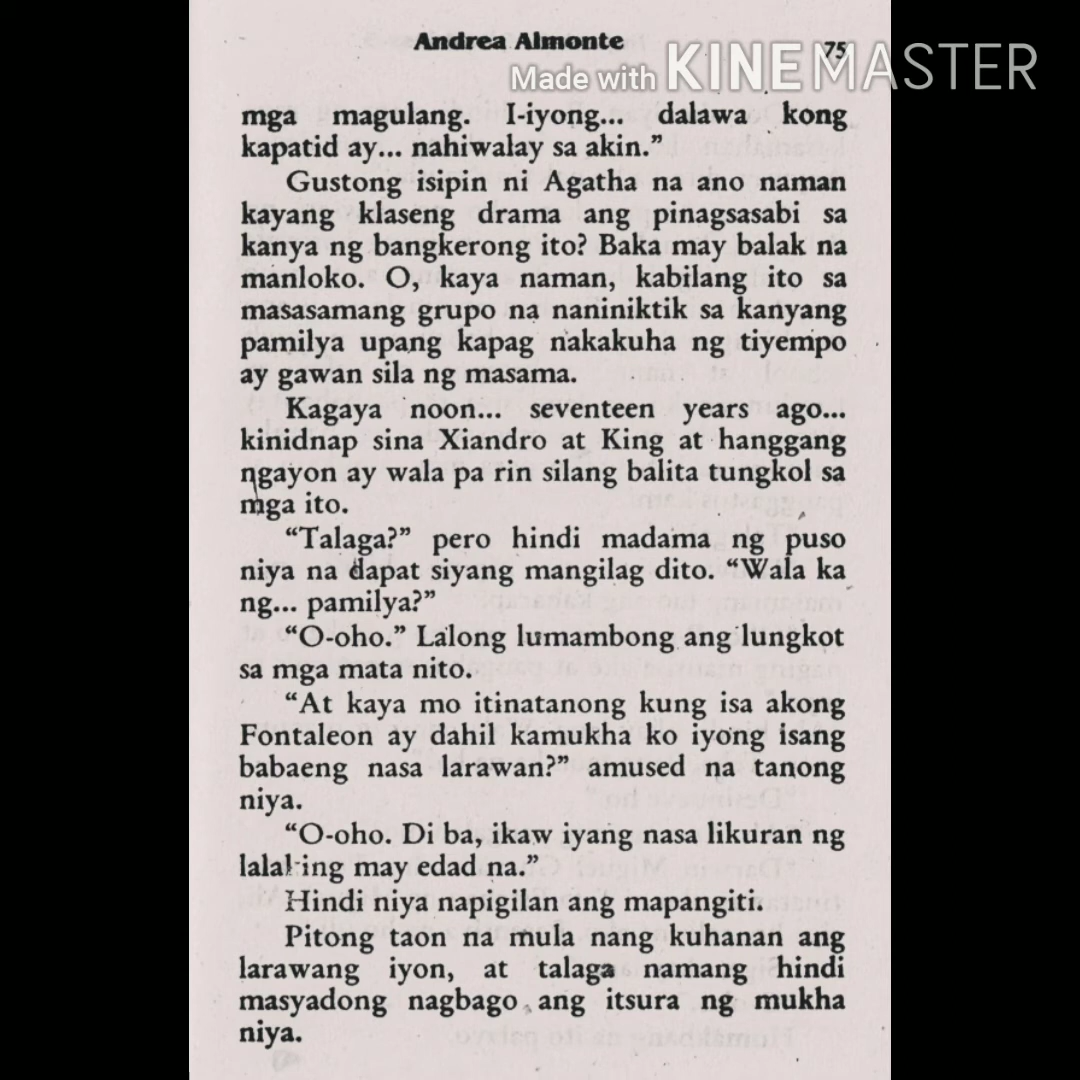 Andrea Almonte 75
Made with KINEMASTER
mga magulang. I-iyong... dalawa kong
kapatid ay... nahiwalay sa akin.”
Gustong isipin ni Agatha na ano naman
kayang klaseng drama ang pinagsasabi sa
kanya ng bangkerong ito? Baka may balak na
manloko. O, kaya naman, kabilang ito sa
masasamang grupo na naniniktik sa kanyang
pamilya upang kapag nakakuha ng tiyempo
ay gawan sila ng masama.
Kagaya noon... seventeen years ago...
kinidnap sina Xiandro at King at hanggang
ngayon ay wala pa rin silang balita tungkol sa
mga ito.
“Talaga?” pero hindi madama ng puso
niya na dapat siyang mangilag dito. “Wala ka
ng... pamilya?”
“O-oho.” Lalong lumambong ang lungkot
sa mga mata nito.
“At kaya mo itinatanong kung isa akong
Fontaleon ay dahil kamukha ko iyong isang
babaeng nasa larawan?” amused na tanong
niya.
“O-oho. Di ba, ikaw iyang nasa likuran ng
lalaking may edad na.”
Hindi niya napigilan ang mapangiti.
Pitong taon na mula nang kuhanan ang
larawang iyon, at talaga namang hindi
masyadong nagbago ang itsura ng mukha
niya.